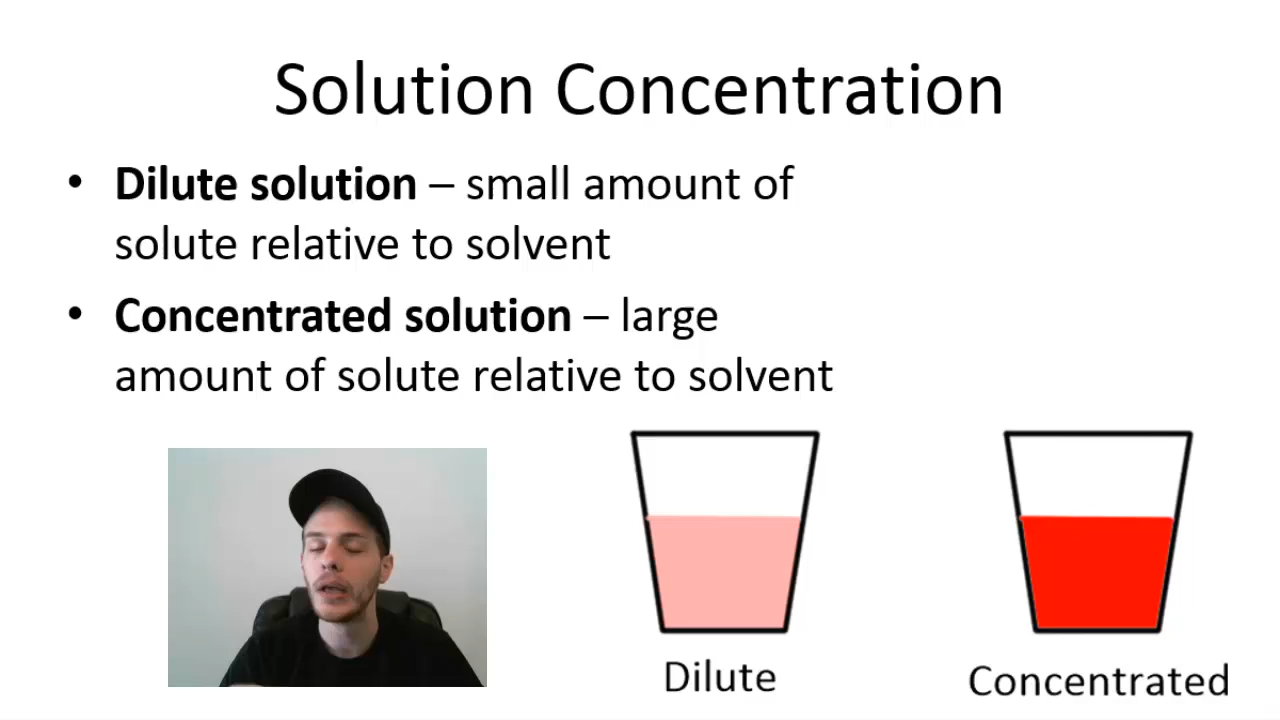 Solution Concentration
• Dilute solution – small amount of
solute relative to solvent
• Concentrated solution – large
amount of solute relative to solvent
Dilute
Concentrated